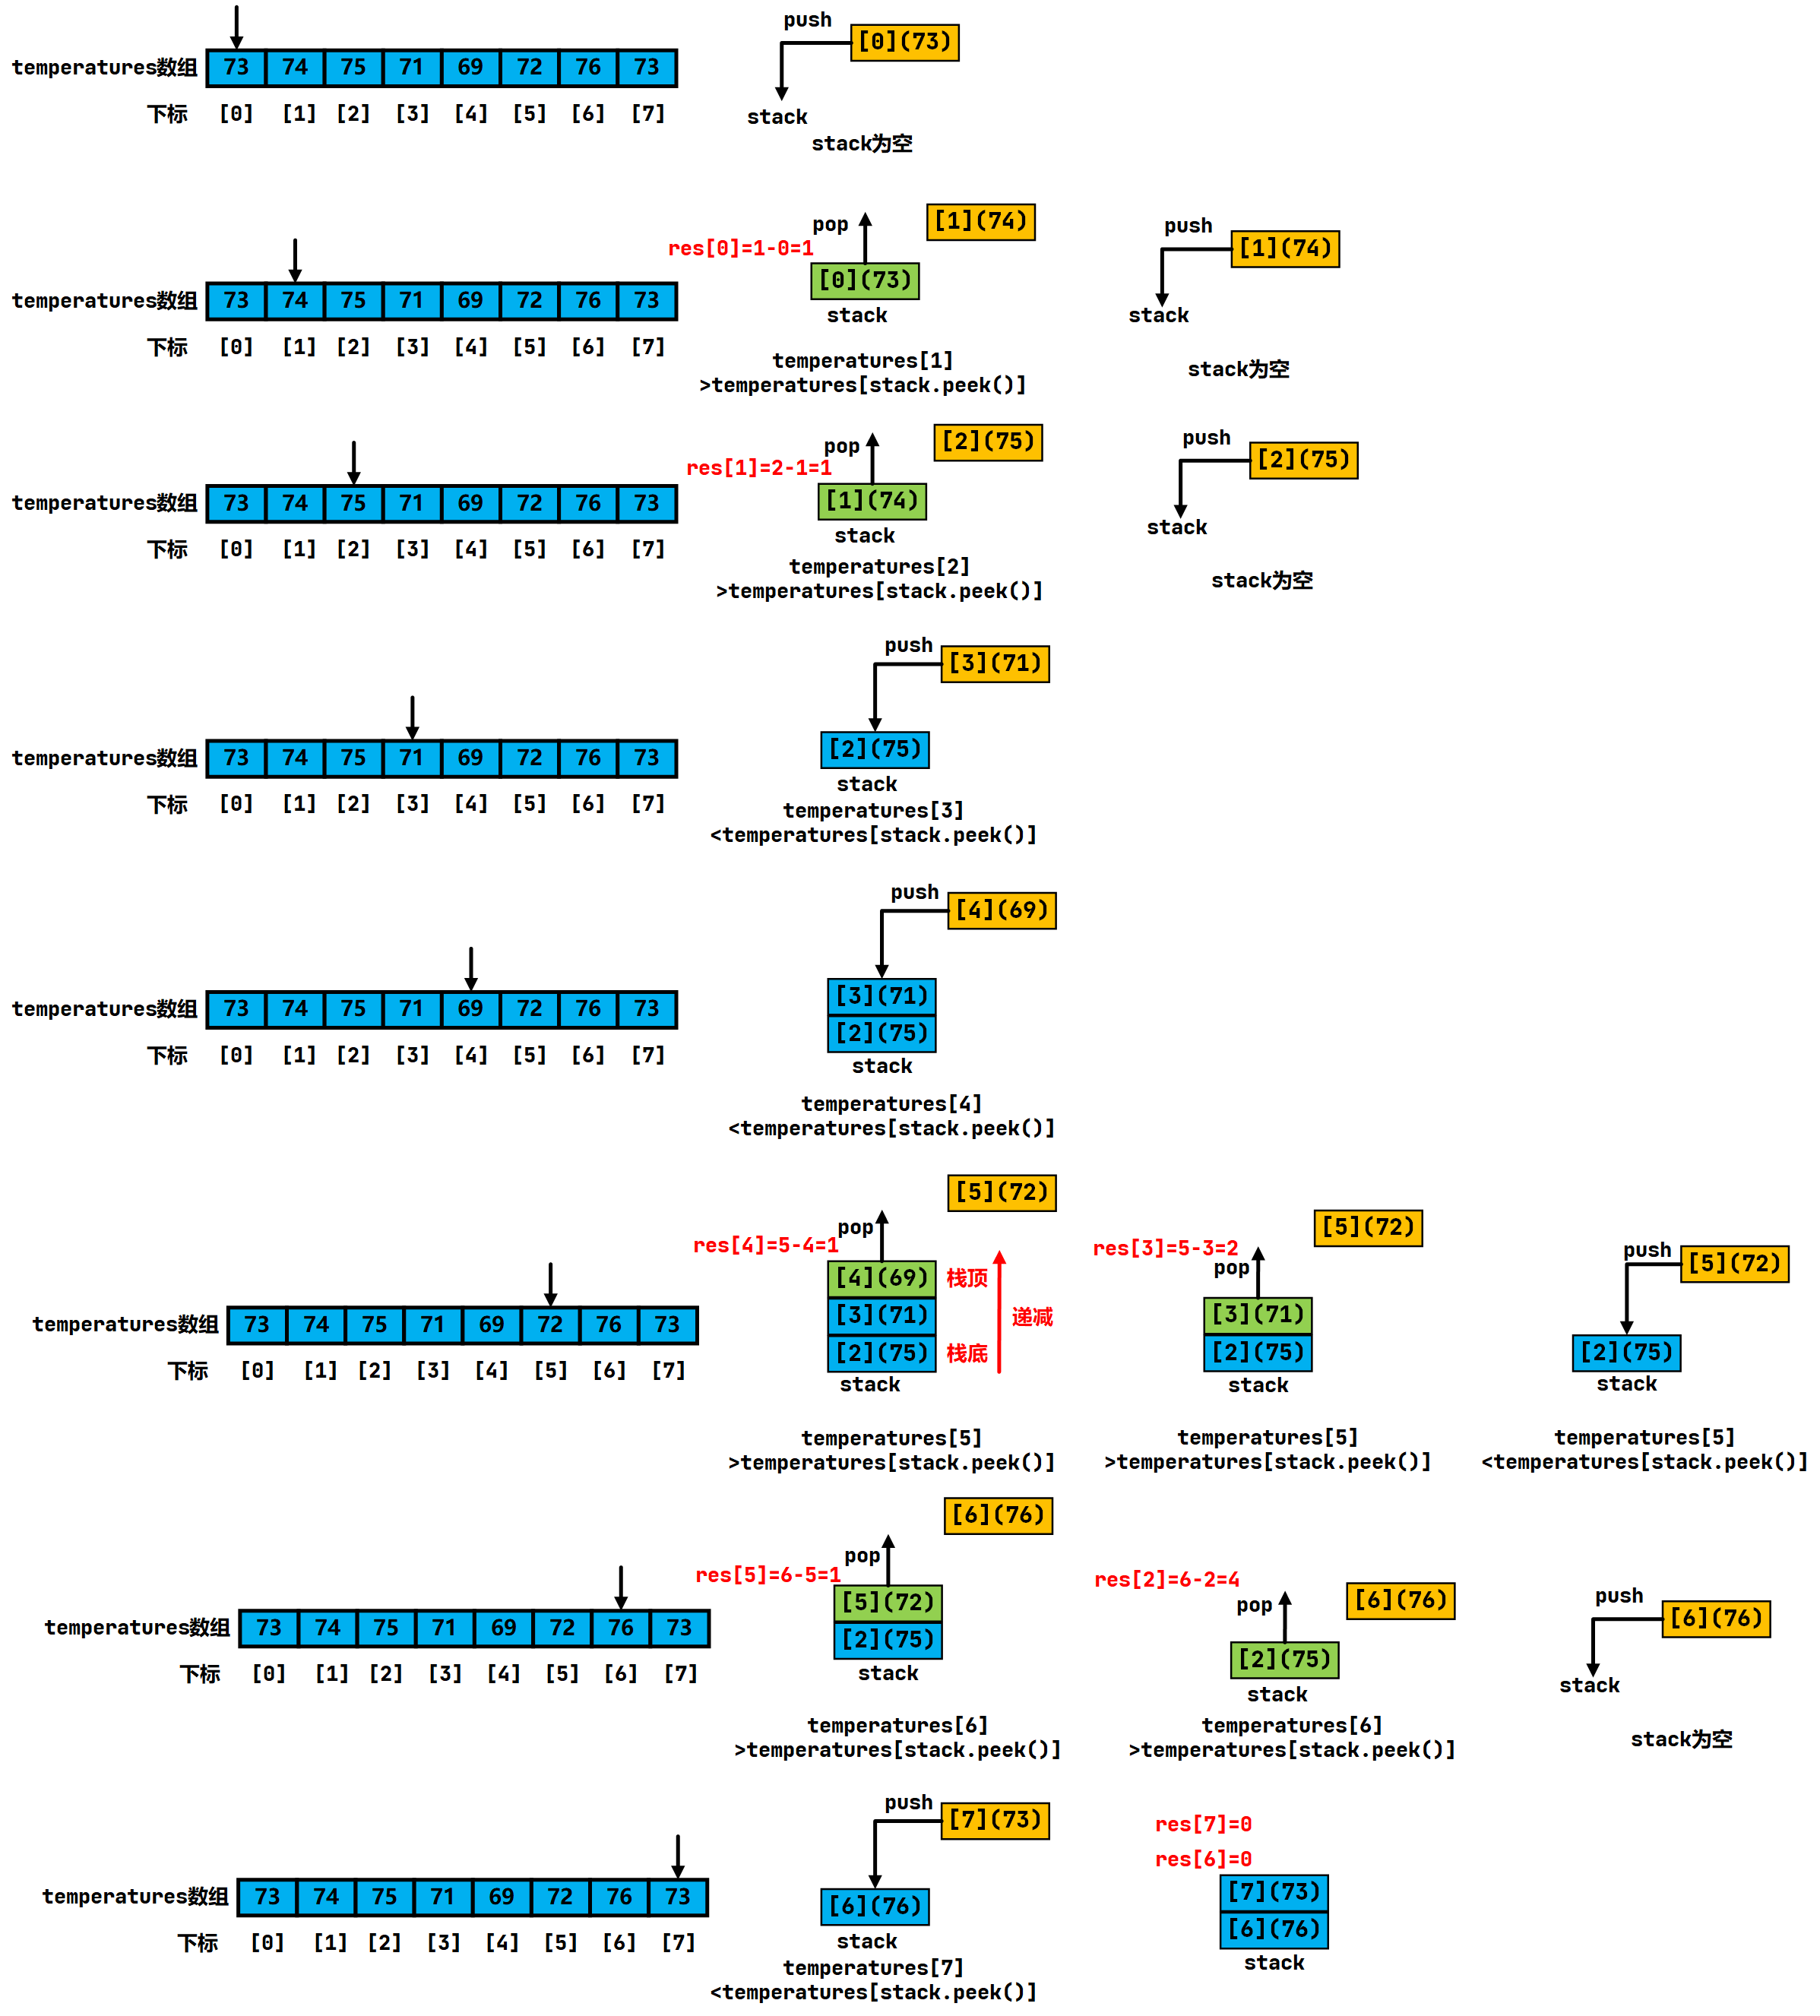 push
[0](73)
temperatures数组 73 74 75 71 69 72 76 73
下标 [0] [1] [2] [3] [4] [5] [6] [7]
stack
stack为空
[1](74)
pop
push
res[0]=1-0=1
[1](74)
[0](73)
temperatures数组 73 74 75 71 69 72 76 73
stack
stack
下标 [0] [1] [2] [3] [4] [5] [6] [7]
temperatures[1]
>temperatures[stack.peek()]
stack为空
[2](75)
pop
push
res[1]=2-1=1
[2](75)
[1](74)
temperatures数组 73 74 75 71 69 72 76 73
stack
stack
下标 [0] [1] [2] [3] [4] [5] [6] [7]
temperatures[2]
>temperatures[stack.peek()]
stack为空
push
[3](71)
[2](75)
temperatures数组 73 74 75 71 69 72 76 73
stack
下标 [0] [1] [2] [3] [4] [5] [6] [7]
temperatures[3]
<temperatures[stack.peek()]
push
[4](69)
[3](71)
temperatures数组 73 74 75 71 69 72 76 73
[2](75)
下标 [0] [1] [2] [3] [4] [5] [6] [7]
stack
temperatures[4]
<temperatures[stack.peek()]
[5](72)
pop
[5](72)
res[4]=5-4=1
res[3]=5-3=2
pop
push
[5](72)
[4](69) 栈顶
[3](71) 递减
[3](71)
temperatures数组 73 74 75 71 69 72 76 73
[2](75) 栈底
[2](75)
[2](75)
下标 [0] [1] [2] [3] [4] [5] [6] [7]
stack
stack
stack
temperatures[5]
>temperatures[stack.peek()]
temperatures[5]
>temperatures[stack.peek()]
temperatures[5]
<temperatures[stack.peek()]
[6](76)
pop
res[5]=6-5=1
res[2]=6-2=4
[6](76)
pop
push
[6](76)
[5](72)
temperatures数组 73 74 75 71 69 72 76 73
[2](75)
[2](75)
下标 [0] [1] [2] [3] [4] [5] [6] [7]
stack
stack
stack
temperatures[6]
>temperatures[stack.peek()]
temperatures[6]
>temperatures[stack.peek()]
stack为空
push
[7](73)
res[7]=0
res[6]=0
temperatures数组 73 74 75 71 69 72 76 73
[6](76)
[7](73)
[6](76)
下标 [0] [1] [2] [3] [4] [5] [6] [7]
stack
stack
temperatures[7]
<temperatures[stack.peek()]